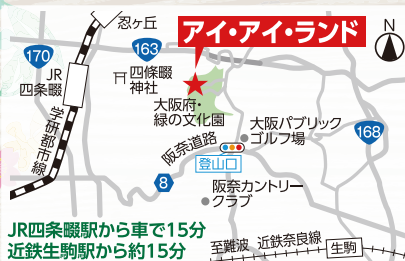 忍ヶ丘
163
アイ・アイ・ランド
N
170
JR
四条畷
四條畷
神社
学研都市線
大阪府・
緑の文化園
阪奈道路
大阪パブリック
ゴルフ場
168
登山口
8
阪奈カントリー
クラブ
JR四条畷駅から車で15分
近鉄生駒駅から約15分
至難波
近鉄奈良線
生駒